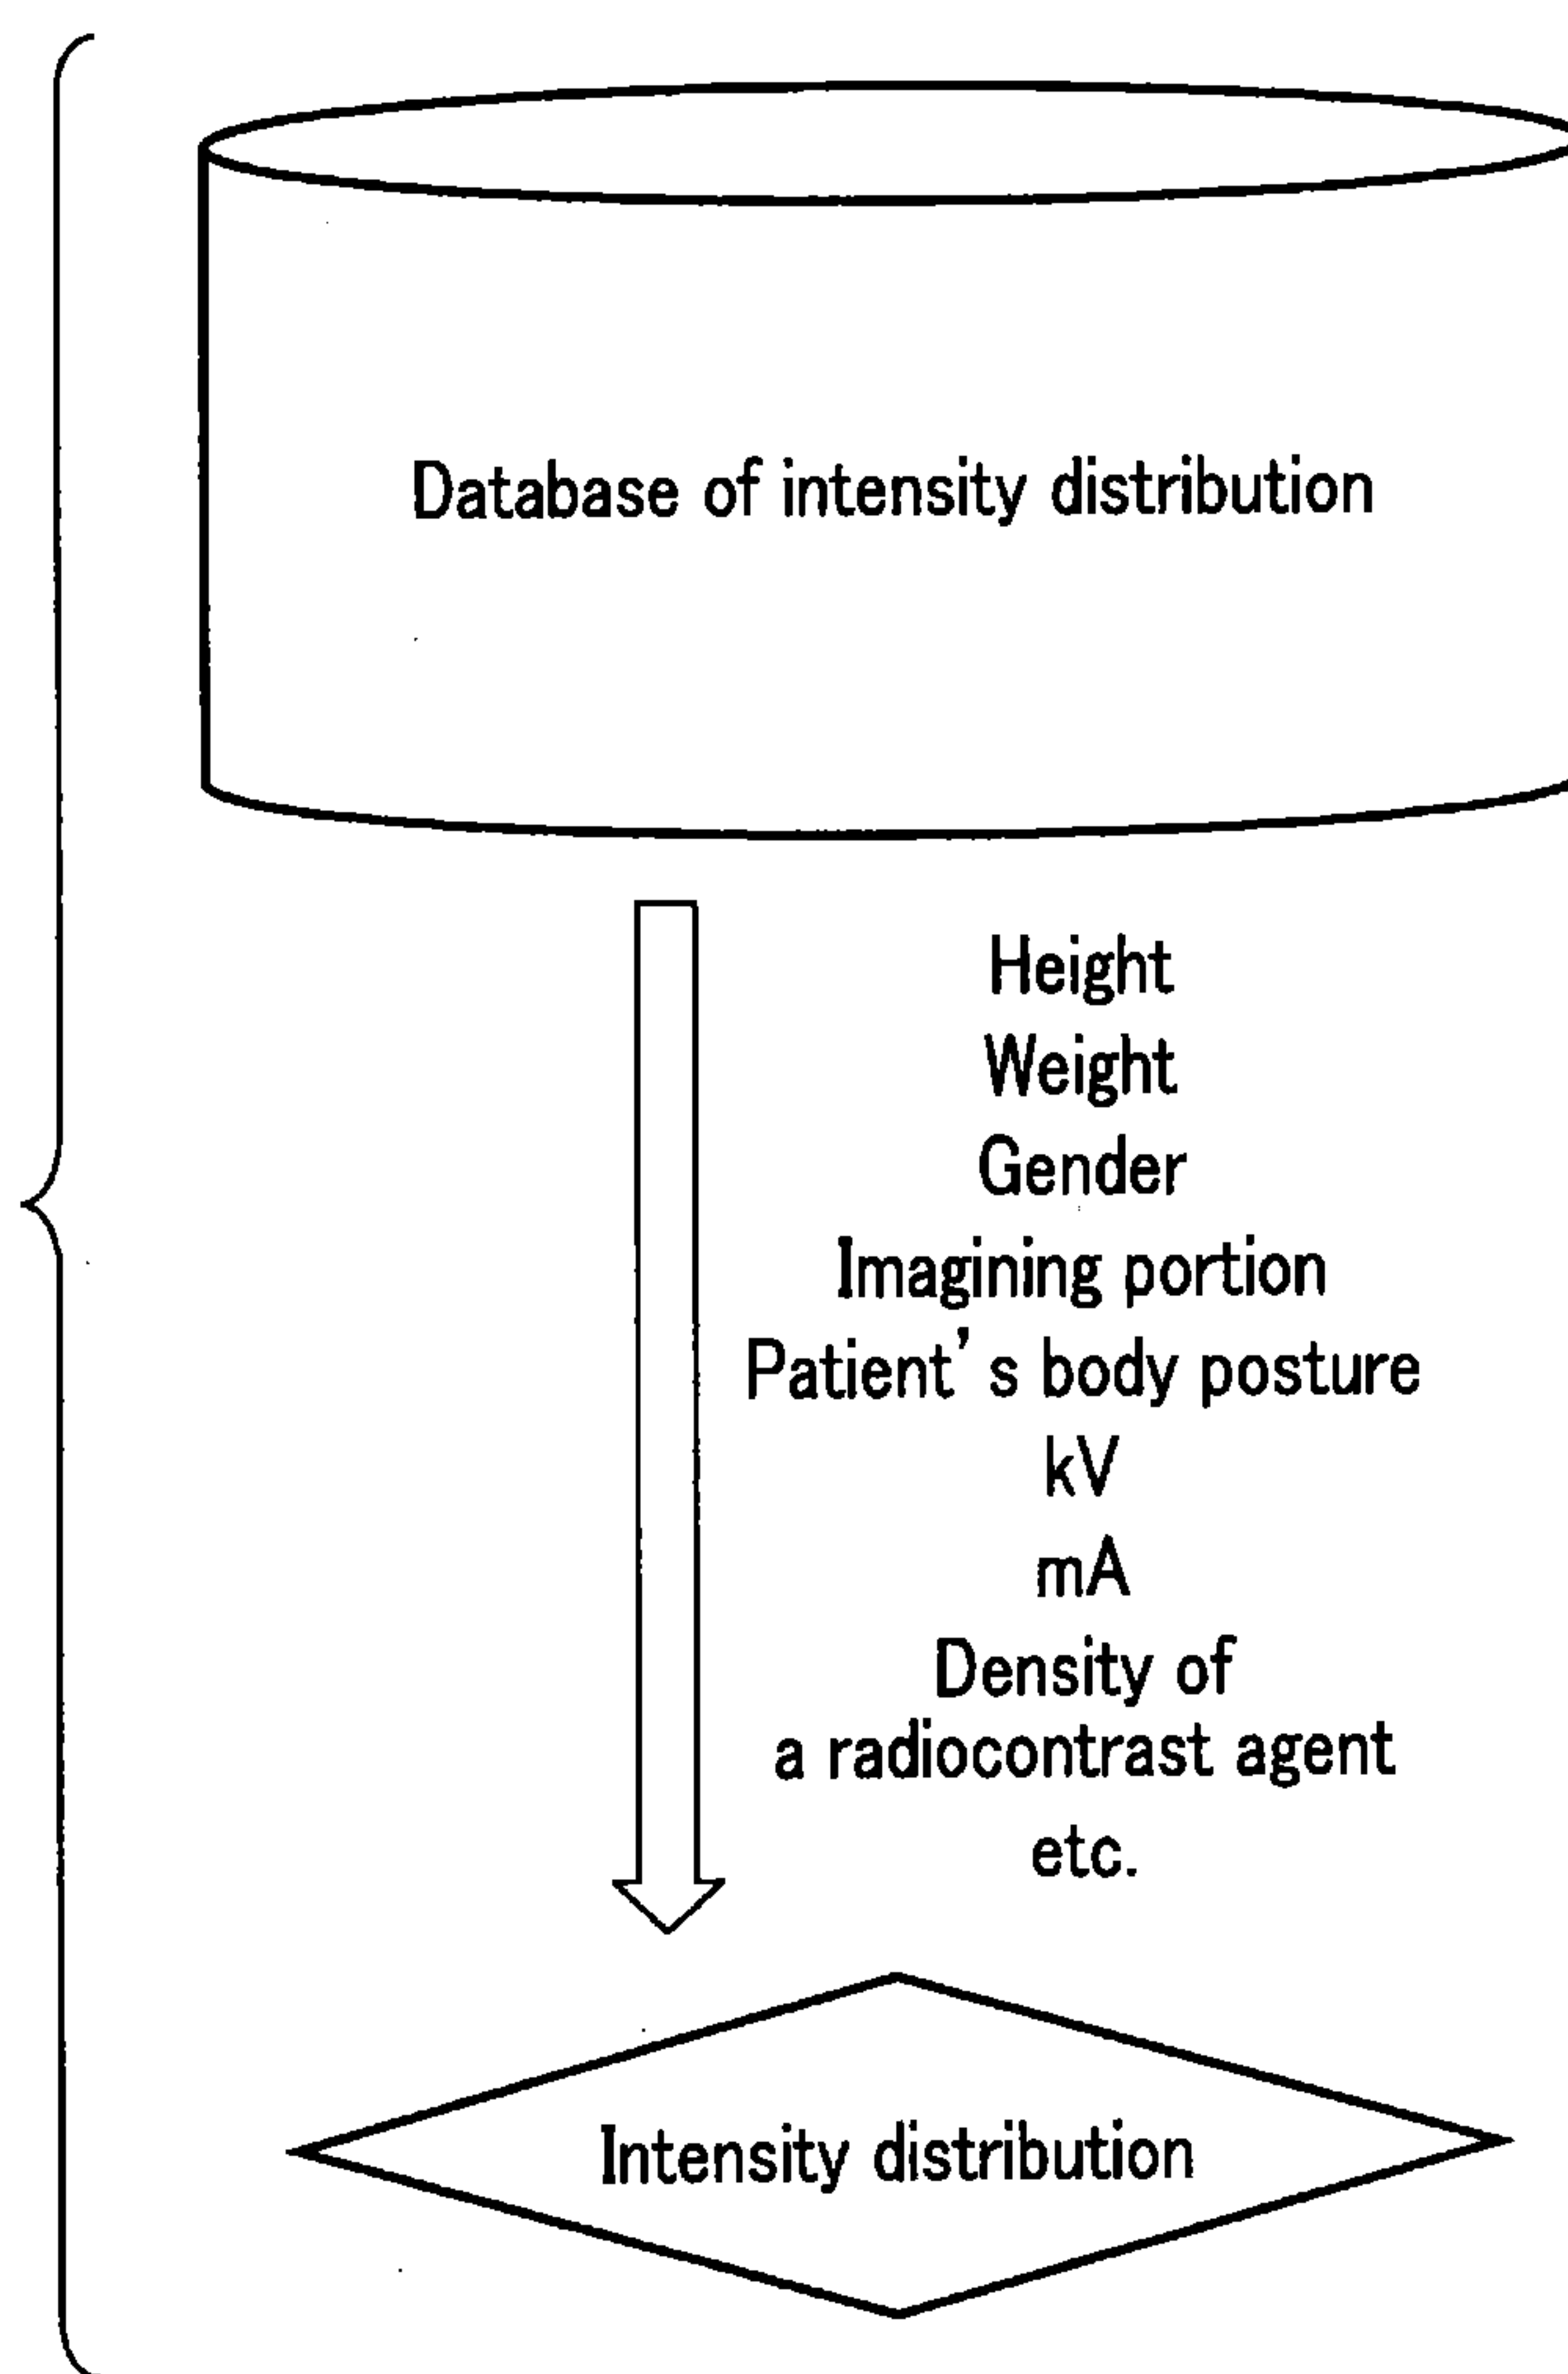 Database of intensity distribution
Height
Weight
Gender
Imagining portion
Patient's body posture
kV
mA
Density of
a radiocontrast agent
etc.
Intensity distribution